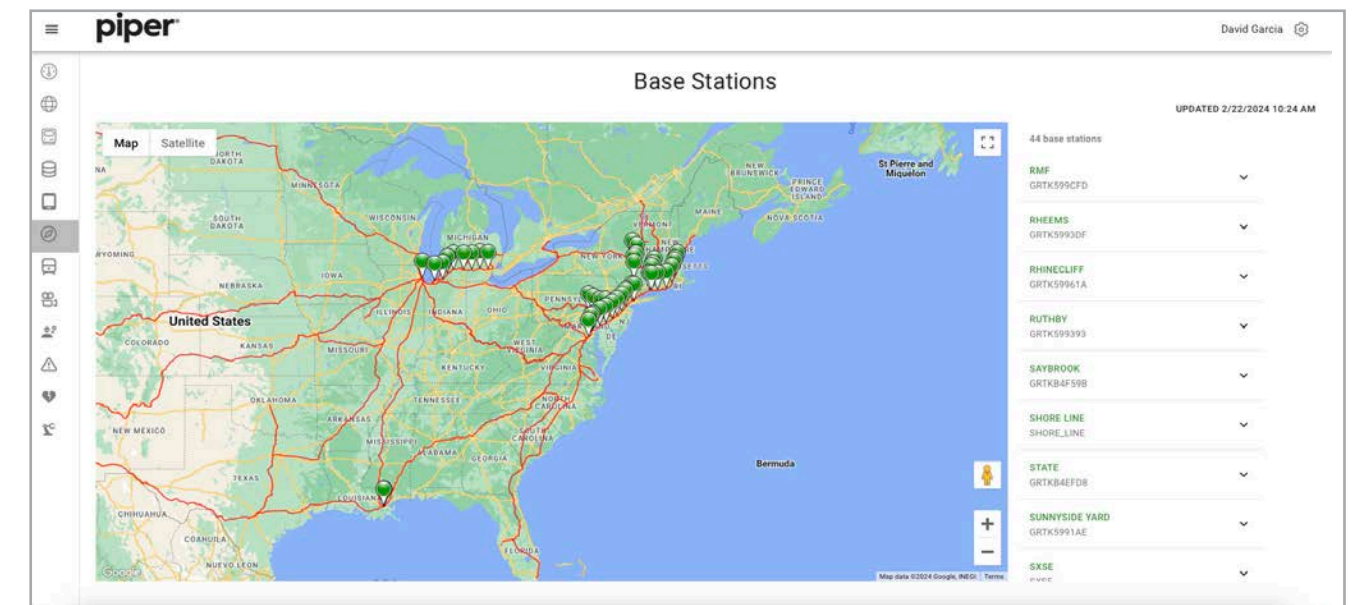 piper
David Garcia
Base Stations
UPDATED 2/22/2024 10:24 AM
Map
Satellite
44 base stations
RMF
GRTK599CFD
RHEEMS
GRTK5993DF
RHINECLIFF
GRTK59961A
RUTHBY
GRTK599393
SAYBROOK
GRTKB4F59B
SHORE LINE
SHORE_LINE
STATE
GRTKB4EFD8
SUNNYSIDE YARD
GRTK5991AE
SXSE
St Pierre and
Miquelon
NEW
BRUNSWICK
PRINCE
EDWARD
ISLAND
NOVA SCOTIA
MAINE
VERMONT
NORTH
DAKOTA
MINNESOTA
SOUTH
DAKOTA
WISCONSIN
MICHIGAN
WYOMING
IOWA
NEBRASKA
NEW YORK
ILLINOIS
INDIANA
OHIO
United States
COLORADO
KANSAS
MISSOURI
WEST
VIRGINIA
KENTUCKY
VIRGINIA
DE
NJ
RI
OKLAHOMA
TENNESSEE
NORTH
CAROLINA
NEW MEXICO
ARKANSAS
MISSISSIPPI
SOUTH
CAROLINA
ALABAMA
GEORGIA
Bermuda
TEXAS
LOUISIANA
CHIHUAHUA
COAHUILA
NUEVO LEON
FLORIDA
Google
Map data ©2024 Google, INEGI
Terms